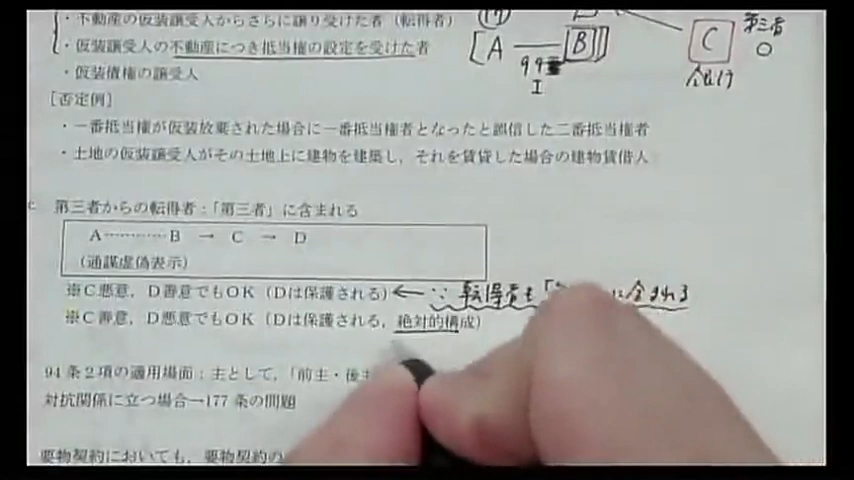 ・不動産の仮装譲受人からさらに譲り受けた者（転得者）
・仮装譲受人の不動産につき抵当権の設定を受けた者
・仮装債権の譲受人
A
B
C
第三者
94
I
［否定例］
・一番抵当権が仮装放棄された場合に一番抵当権者となったと誤信した二番抵当権者
・土地の仮装譲受人がその土地上に建物を建築し，それを賃貸した場合の建物賃借人
c 第三者からの転得者：「第三者」に含まれる
A…………B → C → D
（通謀虚偽表示）
※C悪意，D善意でもOK（Dは保護される）← ∵ 転得者も「 に含まれる
※C善意，D悪意でもOK（Dは保護される，絶対的構成）
94条2項の適用場面：主として，「前主・後主
対抗関係に立つ場合→177条の問題
要物契約においても，要物契約の